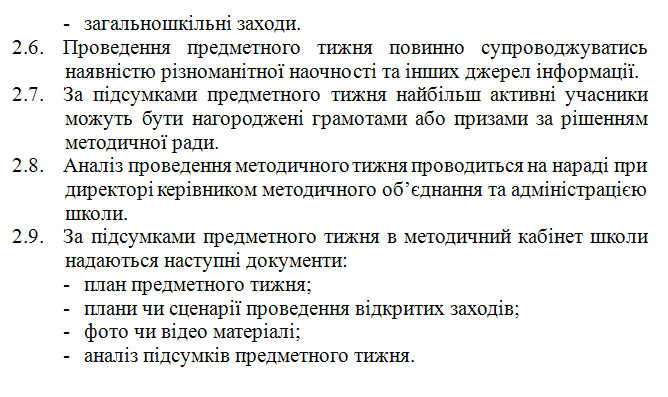 - загальношкільні заходи.
2.6. Проведення предметного тижня повинно супроводжуватись
наявністю різноманітної наочності та інших джерел інформації.
2.7. За підсумками предметного тижня найбільш активні учасники
можуть бути нагороджені грамотами або призами за рішенням
методичної ради.
2.8. Аналіз проведення методичного тижня проводиться на нараді при
директорі керівником методичного об’єднання та адміністрацією
школи.
2.9. За підсумками предметного тижня в методичний кабінет школи
надаються наступні документи:
- план предметного тижня;
- плани чи сценарії проведення відкритих заходів;
- фото чи відео матеріалі;
- аналіз підсумків предметного тижня.